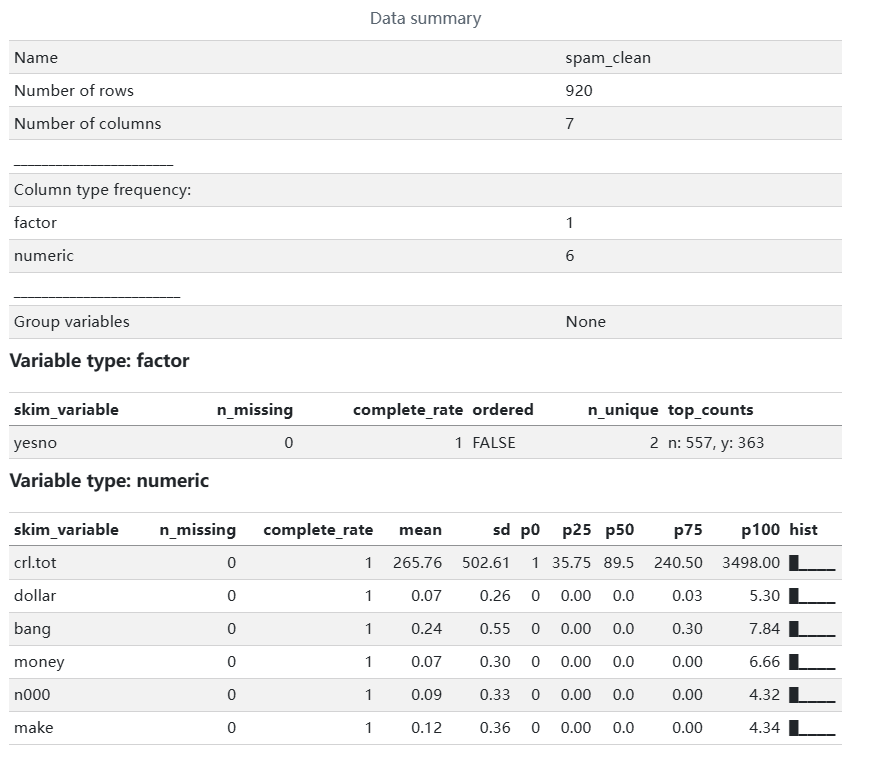 Data summary
Name spam_clean
Number of rows 920
Number of columns 7
_______________________
Column type frequency:
factor 1
numeric 6
________________________
Group variables None
Variable type: factor
skim_variable n_missing complete_rate ordered n_unique top_counts
yesno 0 1 FALSE 2 n: 557, y: 363
Variable type: numeric
skim_variable n_missing complete_rate mean sd p0 p25 p50 p75 p100 hist
crl.tot 0 1 265.76 502.61 1 35.75 89.5 240.50 3498.00 ▇▁▁▁▁
dollar 0 1 0.07 0.26 0 0.00 0.0 0.03 5.30 ▇▁▁▁▁
bang 0 1 0.24 0.55 0 0.00 0.0 0.30 7.84 ▇▁▁▁▁
money 0 1 0.07 0.30 0 0.00 0.0 0.00 6.66 ▇▁▁▁▁
n000 0 1 0.09 0.33 0 0.00 0.0 0.00 4.32 ▇▁▁▁▁
make 0 1 0.12 0.36 0 0.00 0.0 0.00 4.34 ▇▁▁▁▁